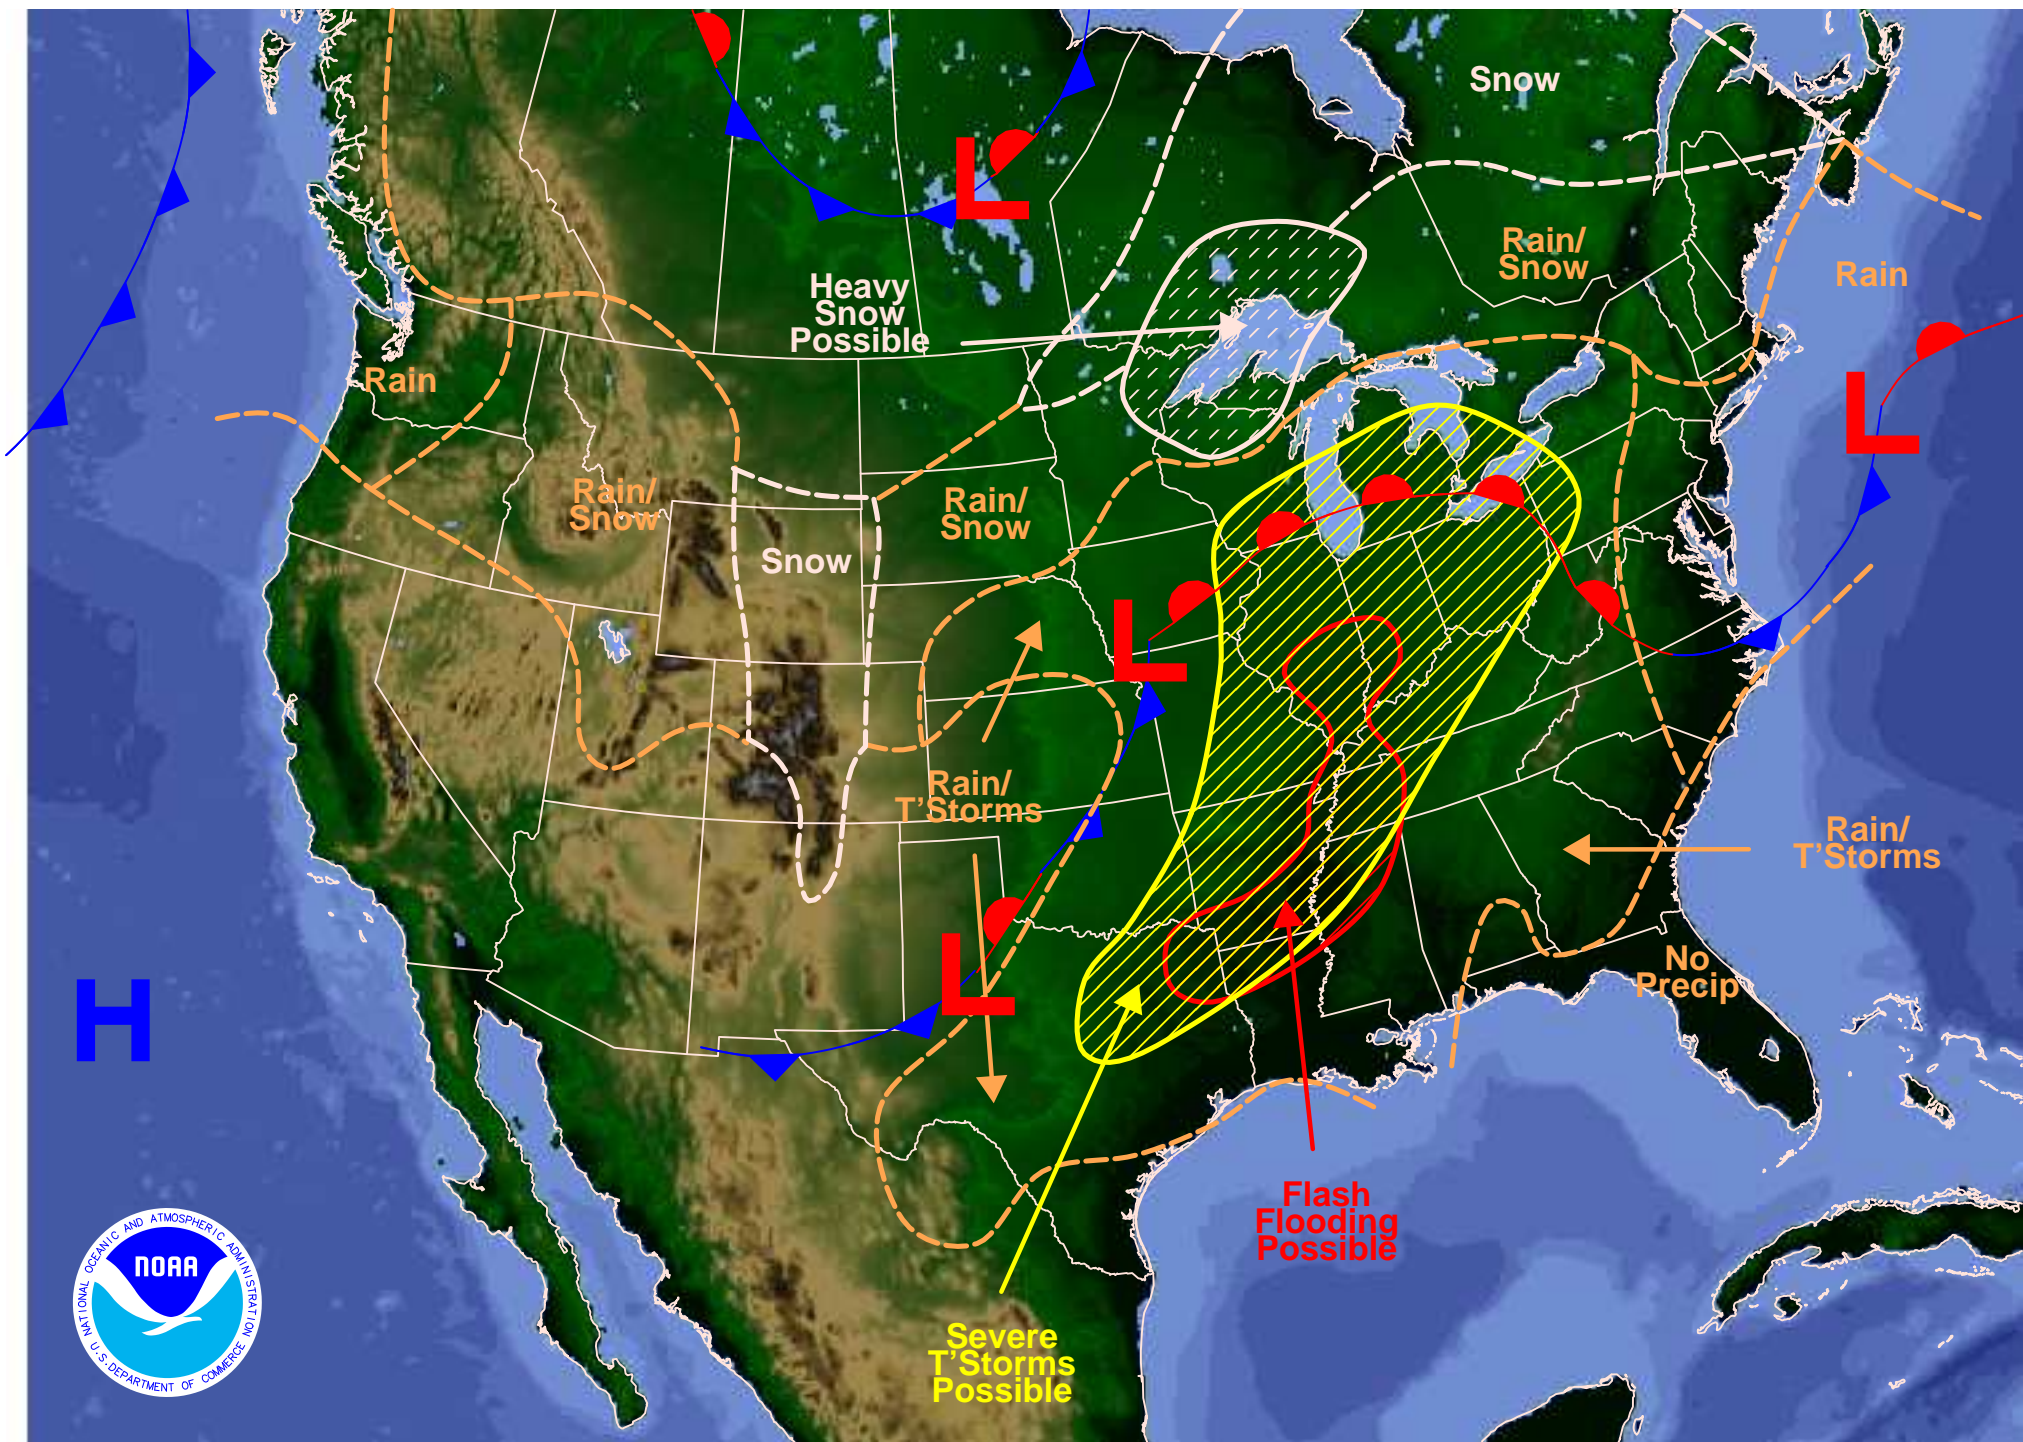 Snow
Rain/
Snow
Rain
Heavy
Snow
Possible
L
Rain
L
Rain/
Snow
Rain/
Snow
Snow
L
Rain/
T'Storms
Rain/
T'Storms
L
No
Precip
H
Flash
Flooding
Possible
Severe
T'Storms
Possible
NATIONAL OCEANIC AND ATMOSPHERIC ADMINISTRATION
NOAA
U.S. DEPARTMENT OF COMMERCE